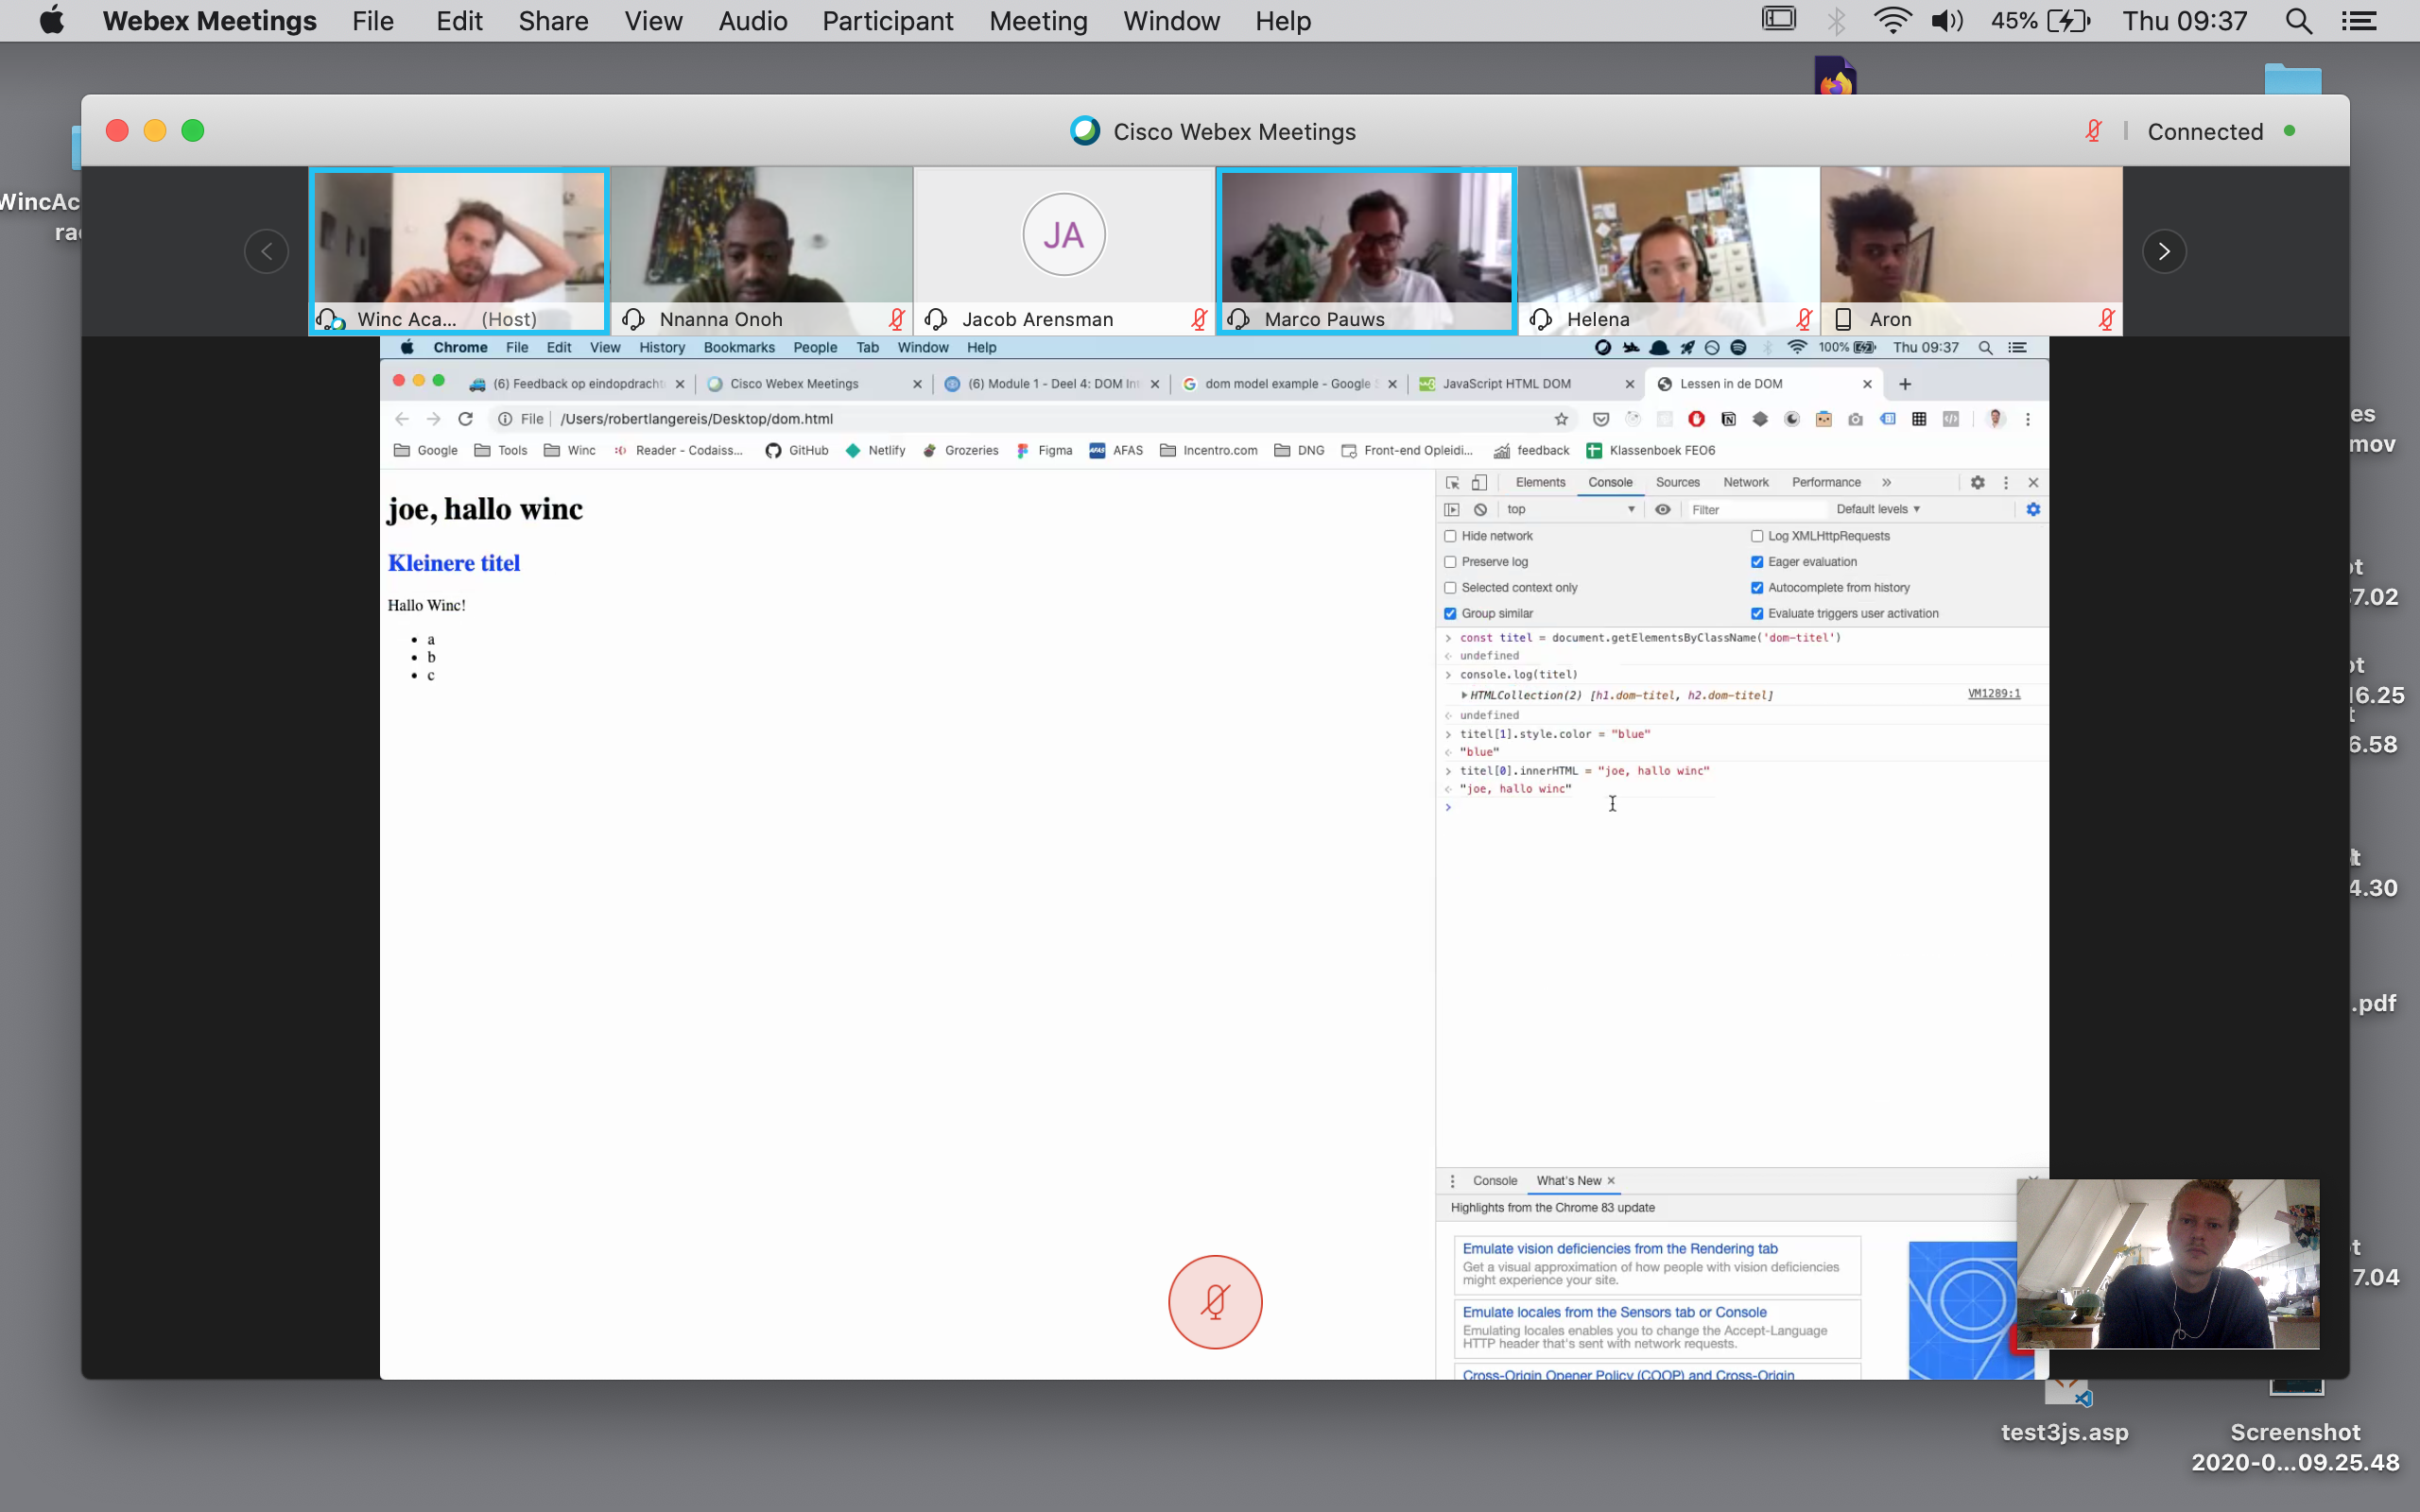 Webex Meetings File Edit Share View Audio Participant Meeting Window Help 45% Thu 09:37
Cisco Webex Meetings Connected
JA
Winc Aca... (Host) Nnanna Onoh Jacob Arensman Marco Pauws Helena Aron
Chrome File Edit View History Bookmarks People Tab Window Help 100% Thu 09:37
(6) Feedback op eindopdracht Cisco Webex Meetings (6) Module 1 - Deel 4: DOM Int dom model example - Google JavaScript HTML DOM Lessen in de DOM
File /Users/robertlangereis/Desktop/dom.html
Google Tools Winc Reader - Codaiss... GitHub Netlify Grozeries Figma AFAS Incentro.com DNG Front-end Opleidi... feedback Klassenboek FEO6
Elements Console Sources Network Performance »
top Filter Default levels
Hide network Log XMLHttpRequests
Preserve log Eager evaluation
Selected context only Autocomplete from history
Group similar Evaluate triggers user activation
joe, hallo winc
Kleinere titel
Hallo Winc!
• a
• b
• c
> const titel = document.getElementsByClassName('dom-titel')
undefined
> console.log(titel)
HTMLCollection(2) [h1.dom-titel, h2.dom-titel] VM1289:1
undefined
> titel[1].style.color = "blue"
"blue"
> titel[0].innerHTML = "joe, hallo winc"
"joe, hallo winc"
>
Console What's New
Highlights from the Chrome 83 update
Emulate vision deficiencies from the Rendering tab
Get a visual approximation of how people with vision deficiencies
might experience your site.
Emulate locales from the Sensors tab or Console
Emulating locales enables you to change the Accept-Language
HTTP header that's sent with network requests.
Cross-Origin Opener Policy (COOP) and Cross-Origin
WincAc
ra
es
mov
7.02
16.25
6.58
4.30
.pdf
7.04
test3js.asp
Screenshot
2020-0...09.25.48